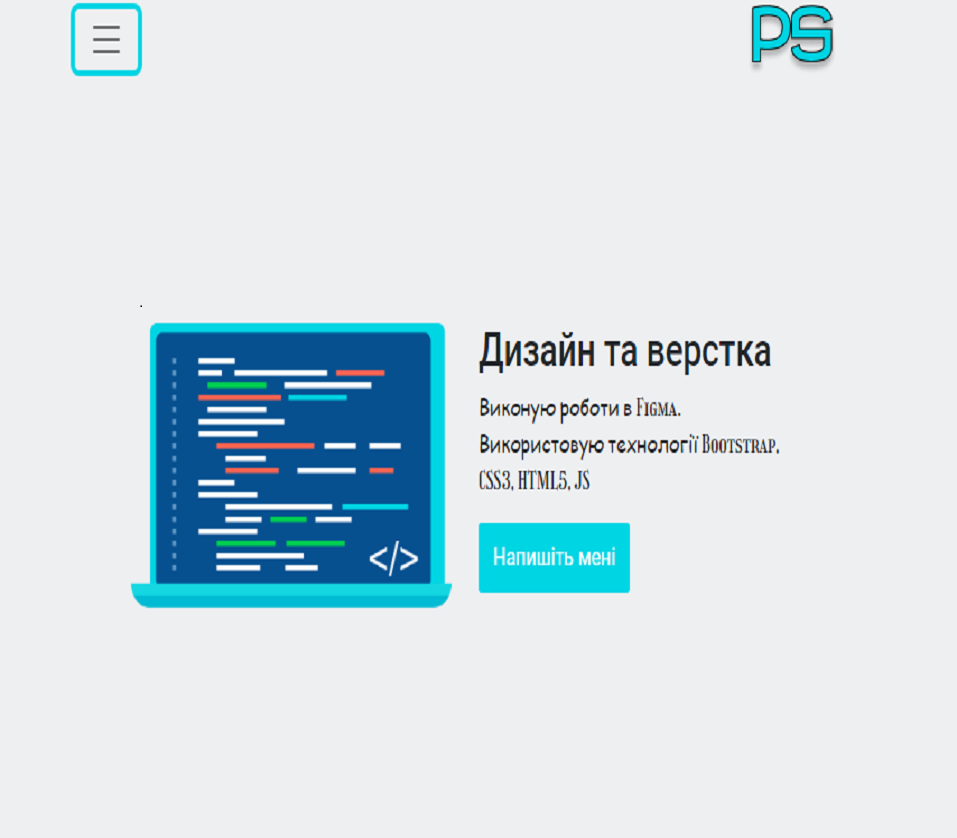 PS
Дизайн та верстка
Виконую роботи в Figma.
Використовую технології Bootstrap,
CSS3, HTML5, JS
</>
Напишіть мені